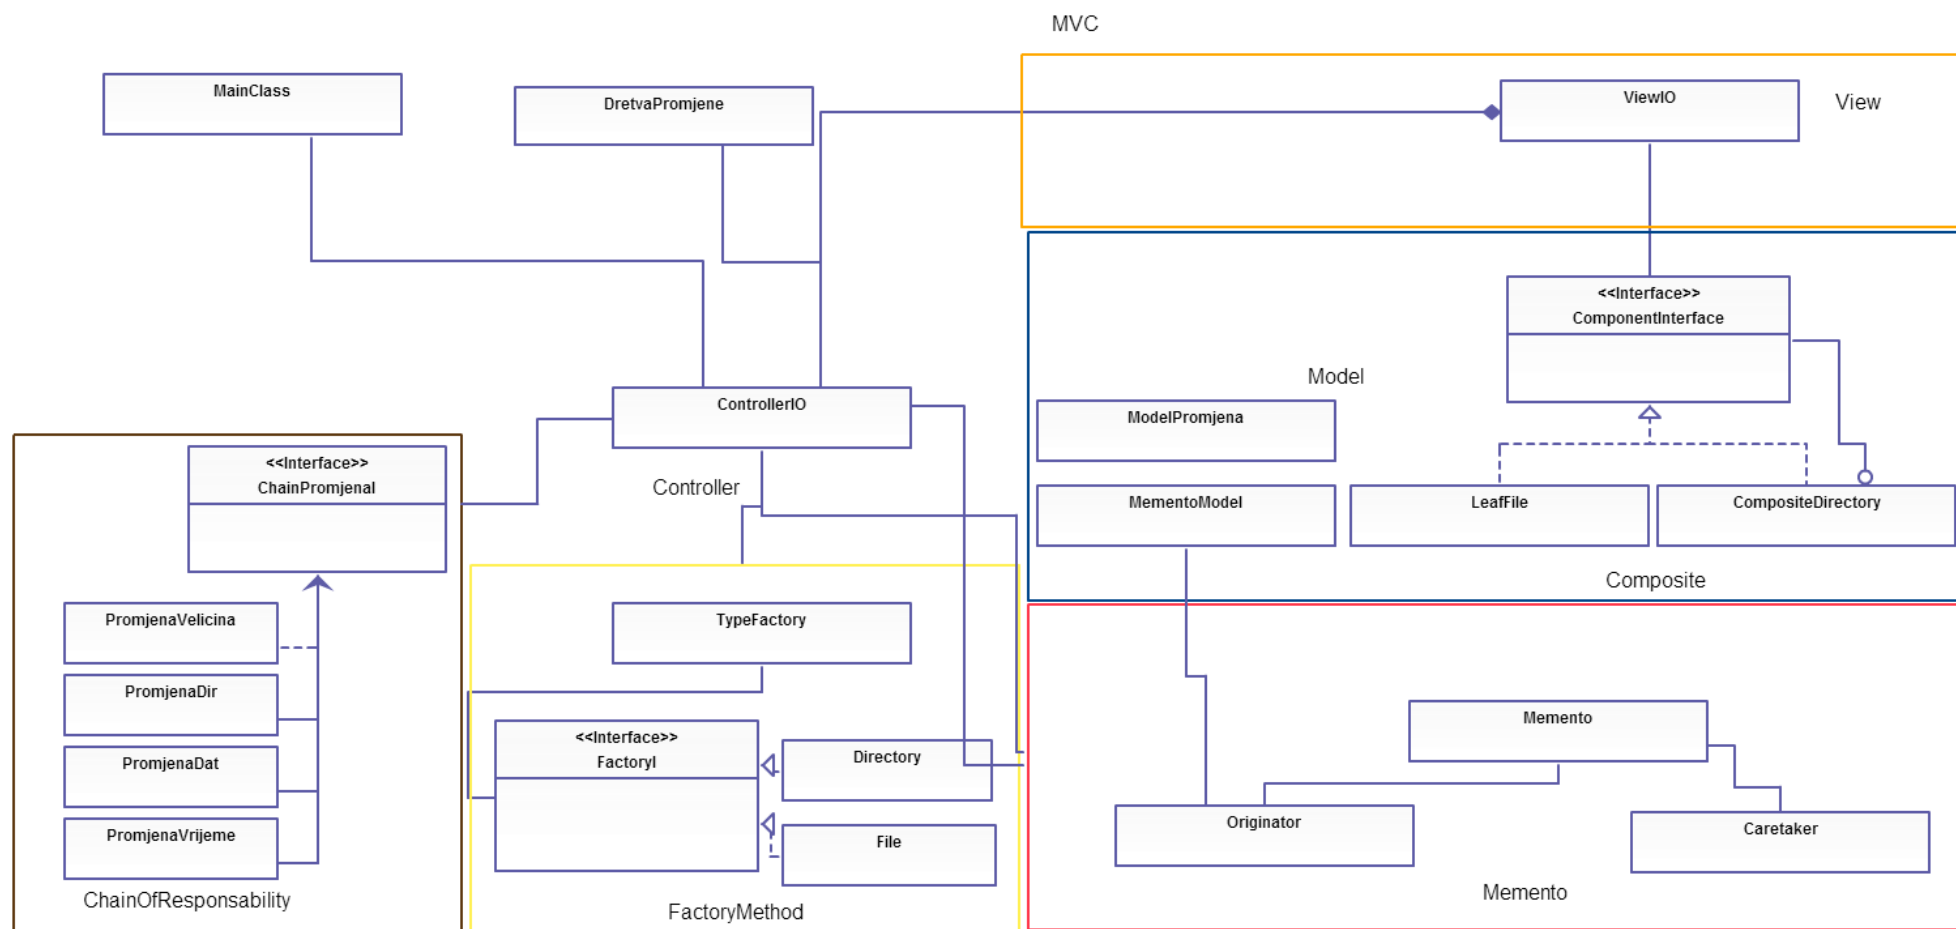 MVC
MainClass
DretvaPromjene
ViewIO
View
<<Interface>>
ComponentInterface
Model
ControllerIO
ModelPromjena
<<Interface>>
ChainPromjenaI
Controller
MementoModel
LeafFile
CompositeDirectory
Composite
PromjenaVelicina
TypeFactory
PromjenaDir
Memento
<<Interface>>
FactoryI
Directory
PromjenaDat
Originator
Caretaker
PromjenaVrijeme
File
ChainOfResponsability
FactoryMethod
Memento